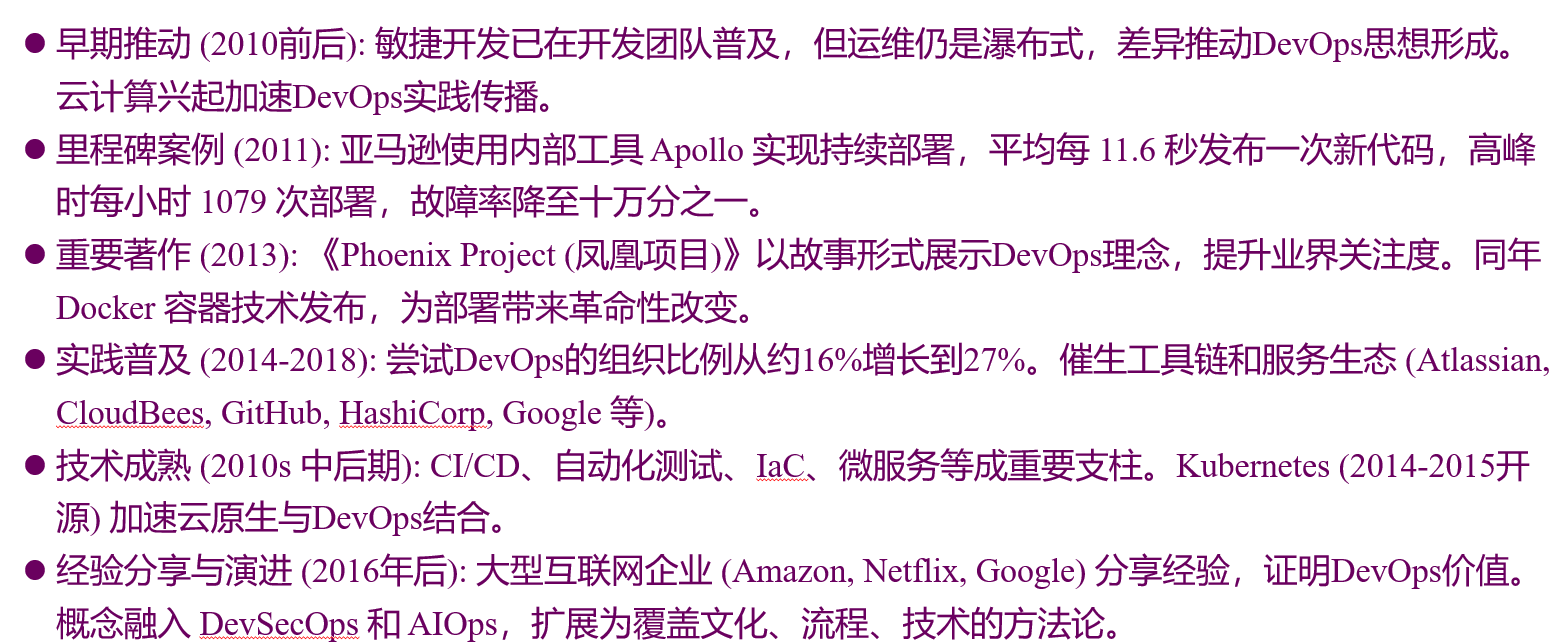 ● 早期推动 (2010前后): 敏捷开发已在开发团队普及，但运维仍是瀑布式，差异推动DevOps思想形成。
云计算兴起加速DevOps实践传播。
● 里程碑案例 (2011): 亚马逊使用内部工具 Apollo 实现持续部署，平均每 11.6 秒发布一次新代码，高峰
时每小时 1079 次部署，故障率降至十万分之一。
● 重要著作 (2013): 《Phoenix Project (凤凰项目)》以故事形式展示DevOps理念，提升业界关注度。同年
Docker 容器技术发布，为部署带来革命性改变。
● 实践普及 (2014-2018): 尝试DevOps的组织比例从约16%增长到27%。催生工具链和服务生态 (Atlassian,
CloudBees, GitHub, HashiCorp, Google 等)。
● 技术成熟 (2010s 中后期): CI/CD、自动化测试、IaC、微服务等成重要支柱。Kubernetes (2014-2015开
源) 加速云原生与DevOps结合。
● 经验分享与演进 (2016年后): 大型互联网企业 (Amazon, Netflix, Google) 分享经验，证明DevOps价值。
概念融入 DevSecOps 和 AIOps，扩展为覆盖文化、流程、技术的方法论。